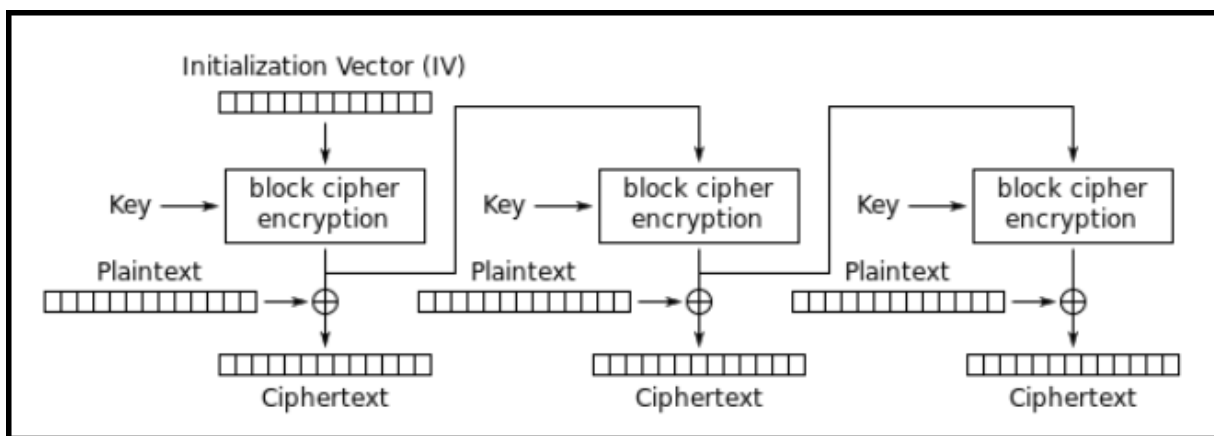 Initialization Vector (IV)
Key
block cipher
encryption
Key
block cipher
encryption
Key
block cipher
encryption
Plaintext
Plaintext
Plaintext
Ciphertext
Ciphertext
Ciphertext